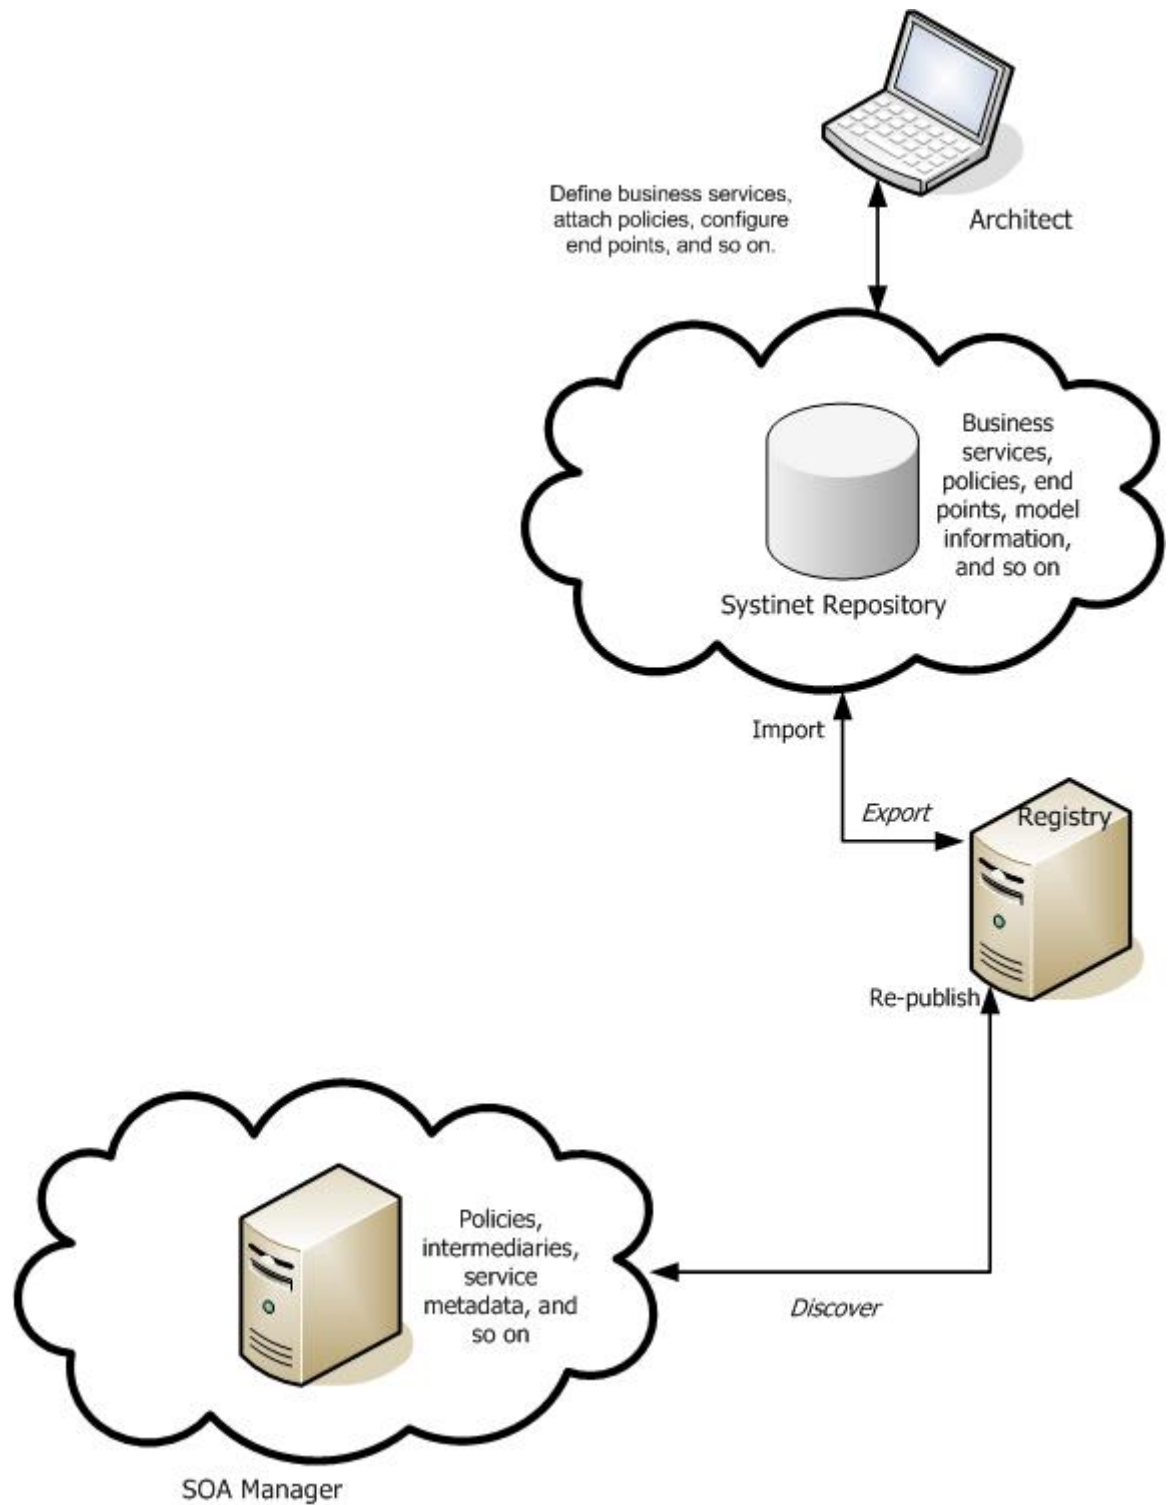 Define business services,
attach policies, configure
end points, and so on.
Architect
Business
services,
policies, end
points, model
information,
and so on
Systinet Repository
Import
Export
Registry
Re-publish
Policies,
intermediaries,
service
metadata, and
so on
Discover
SOA Manager